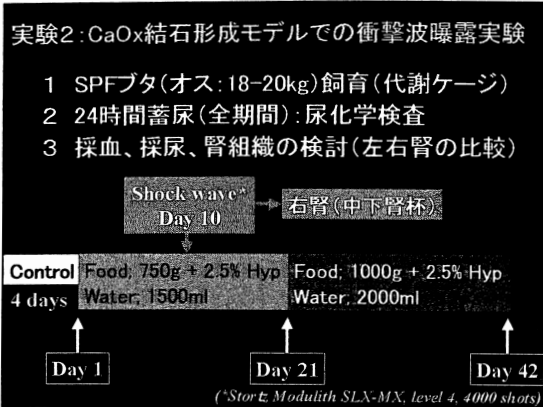 実験2:CaOx結石形成モデルでの衝撃波曝露実験
1 SPFブタ(オス:18-20kg)飼育(代謝ケージ)
2 24時間蓄尿(全期間):尿化学検査
3 採血、採尿、腎組織の検討(左右腎の比較)
Shock wave*
Day 10
右腎(中下腎杯)
Control
4 days
Food; 750g + 2.5% Hyp
Water; 1500ml
Food; 1000g + 2.5% Hyp
Water; 2000ml
Day 1
Day 21
Day 42
(*Stortz Modulith SLX-MX, level 4, 4000 shots)